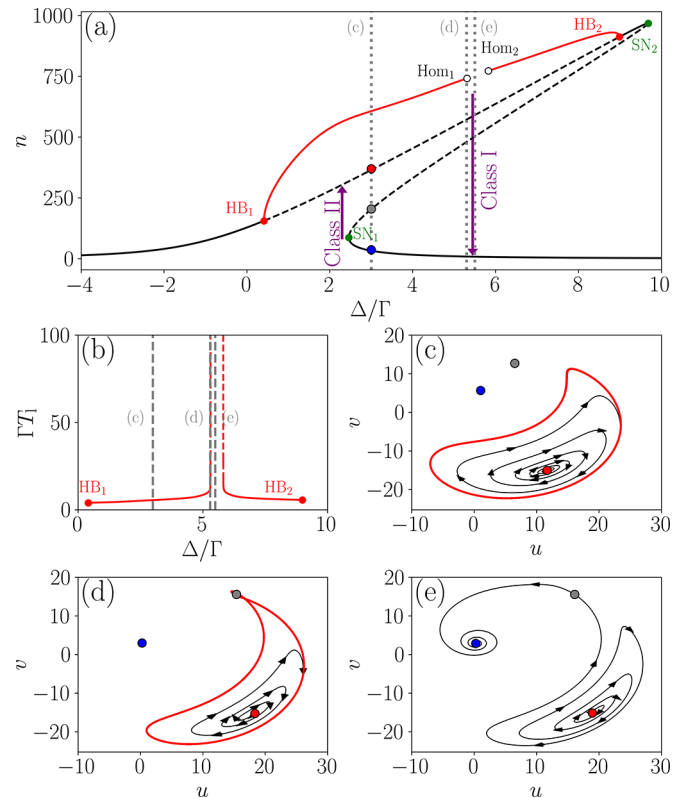 (a)
(c)
(d)
(e)
1000
750
500
250
0
n
HB₂
SN₂
Hom₁
Hom₂
Class I
Class II
HB₁
SN₁
−4
−2
0
2
4
6
8
10
Δ/Γ
(b)
100
50
0
ΓT₁
(c)
(d)
(e)
HB₁
HB₂
0
5
10
Δ/Γ
(c)
20
10
0
−10
−20
v
−10
0
10
20
30
u
(d)
20
10
0
−10
−20
v
−10
0
10
20
30
u
(e)
20
10
0
−10
−20
v
−10
0
10
20
30
u